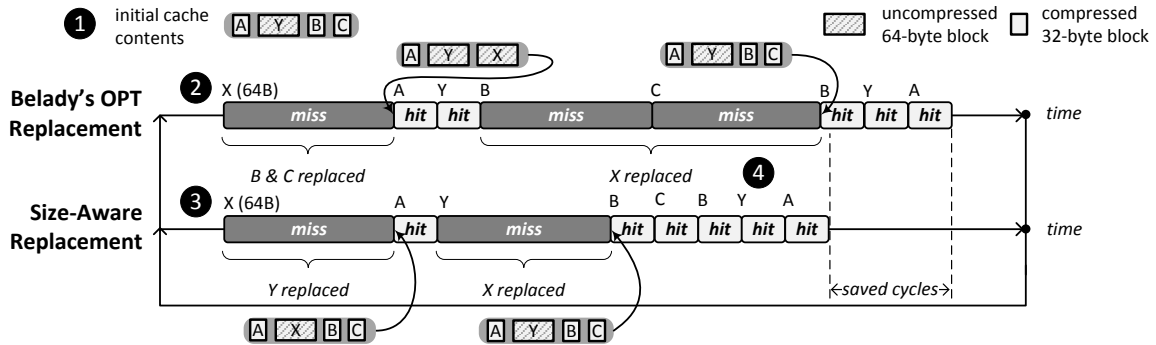 1 initial cache contents A Y B C
uncompressed 64-byte block
compressed 32-byte block
A Y X
A Y B C
Belady's OPT Replacement
2 X (64B) A Y B C B Y A
miss hit hit miss miss hit hit hit time
B & C replaced
X replaced
4
Size-Aware Replacement
3 X (64B) A Y B C B Y A
miss hit miss hit hit hit hit hit time
Y replaced
X replaced
saved cycles
A X B C
A Y B C